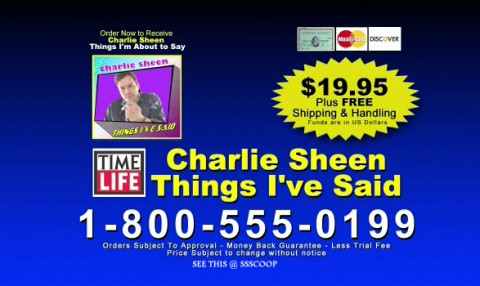 Order Now to Receive
Charlie Sheen
Things I'm About to Say
charlie sheen
THINGS I'VE SAID
MasterCard
DISCOVER
$19.95
Plus FREE
Shipping & Handling
Funds are in US Dollars
TIME
LIFE
Charlie Sheen
Things I've Said
1-800-555-0199
Orders Subject To Approval - Money Back Guarantee - Less Trial Fee
Price Subject to change without notice
SEE THIS @ SSSCOOP